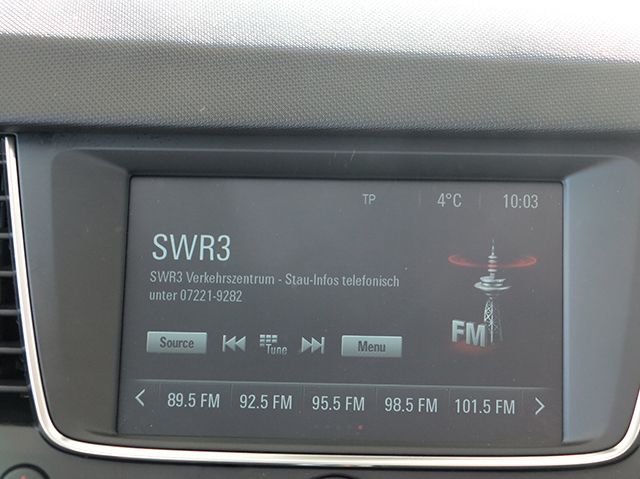 TP 4°C 10:03
SWR3
SWR3 Verkehrszentrum - Stau-Infos telefonisch
unter 07221-9282
FM
Source Tune Menu
89.5 FM 92.5 FM 95.5 FM 98.5 FM 101.5 FM